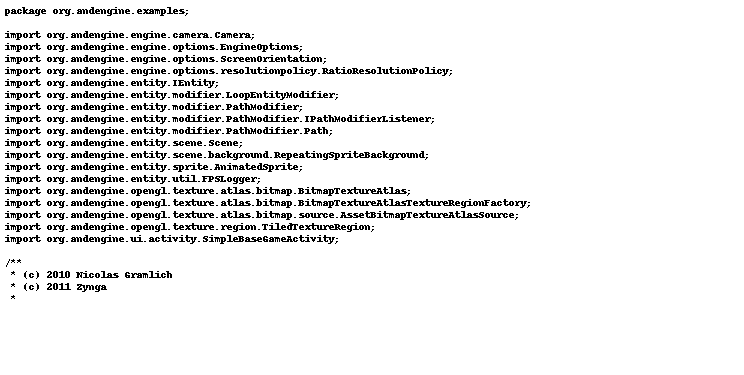 package org.andengine.examples;

import org.andengine.engine.camera.Camera;
import org.andengine.engine.options.EngineOptions;
import org.andengine.engine.options.ScreenOrientation;
import org.andengine.engine.options.resolutionpolicy.RatioResolutionPolicy;
import org.andengine.entity.IEntity;
import org.andengine.entity.modifier.LoopEntityModifier;
import org.andengine.entity.modifier.PathModifier;
import org.andengine.entity.modifier.PathModifier.IPathModifierListener;
import org.andengine.entity.modifier.PathModifier.Path;
import org.andengine.entity.scene.Scene;
import org.andengine.entity.scene.background.RepeatingSpriteBackground;
import org.andengine.entity.sprite.AnimatedSprite;
import org.andengine.entity.util.FPSLogger;
import org.andengine.opengl.texture.atlas.bitmap.BitmapTextureAtlas;
import org.andengine.opengl.texture.atlas.bitmap.BitmapTextureAtlasTextureRegionFactory;
import org.andengine.opengl.texture.atlas.bitmap.source.AssetBitmapTextureAtlasSource;
import org.andengine.opengl.texture.region.TiledTextureRegion;
import org.andengine.ui.activity.SimpleBaseGameActivity;

/**
 * (c) 2010 Nicolas Gramlich
 * (c) 2011 Zynga
 *